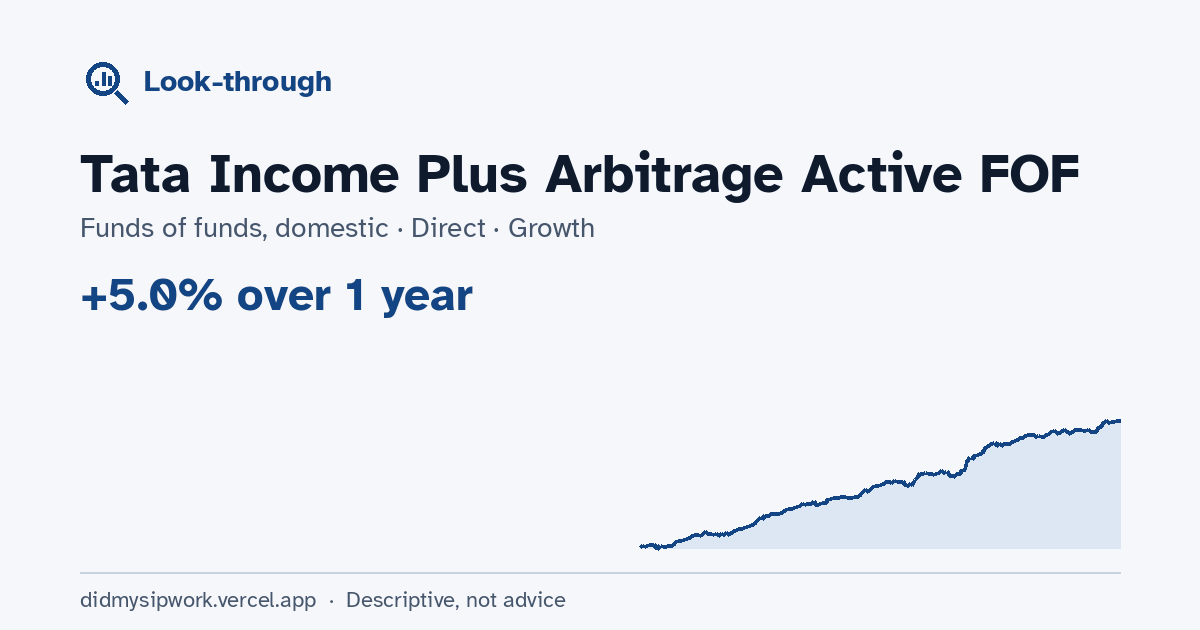 Look-through
Tata Income Plus Arbitrage Active FOF
Funds of funds, domestic · Direct · Growth
+5.0% over 1 year
didmysipwork.vercel.app · Descriptive, not advice